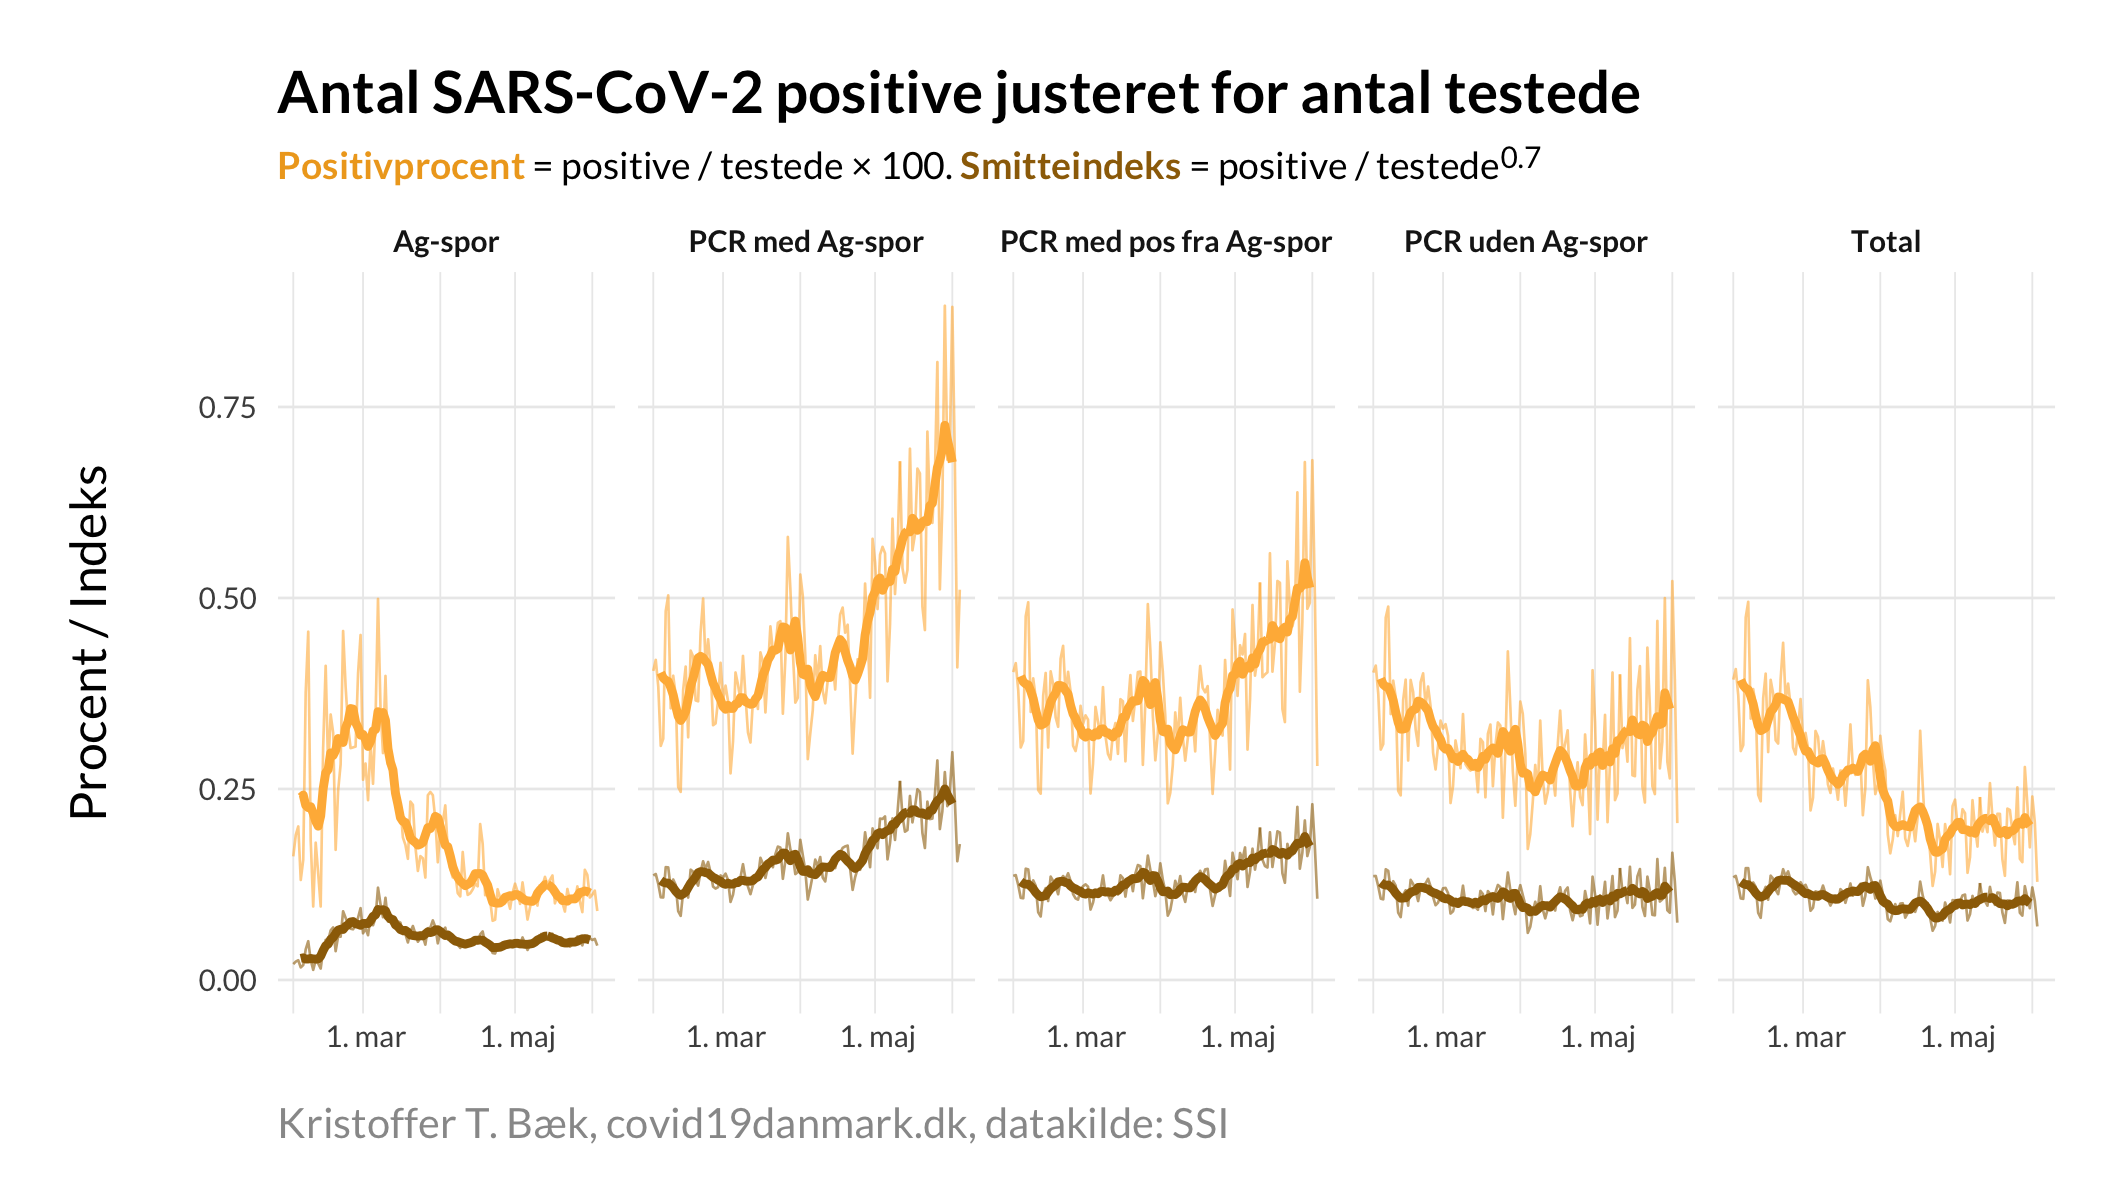 Antal SARS-CoV-2 positive justeret for antal testede
Positivprocent = positive / testede × 100. Smitteindeks = positive / testede^0.7
Ag-spor
PCR med Ag-spor
PCR med pos fra Ag-spor
PCR uden Ag-spor
Total
Procent / Indeks
0.75
0.50
0.25
0.00
1. mar 1. maj 1. mar 1. maj 1. mar 1. maj 1. mar 1. maj 1. mar 1. maj
Kristoffer T. Bæk, covid19danmark.dk, datakilde: SSI